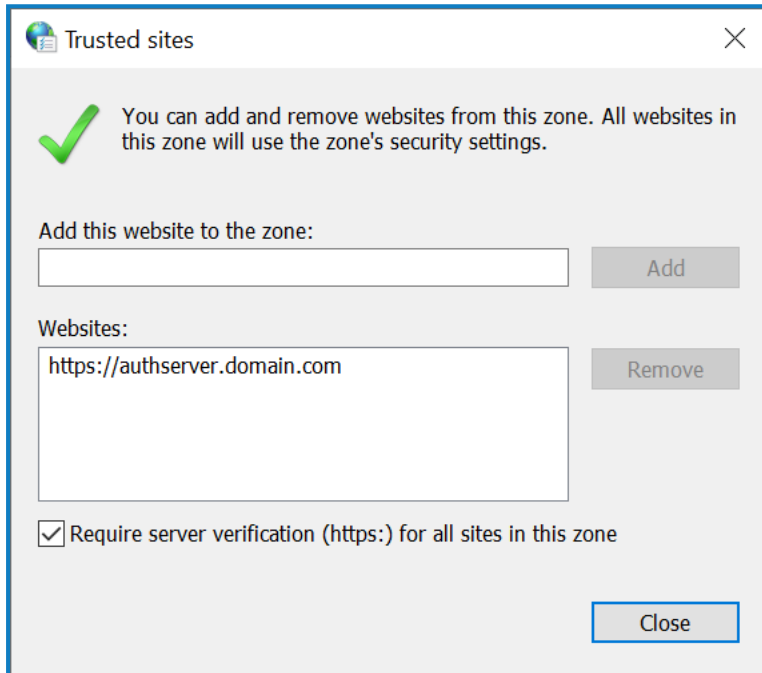 Trusted sites
You can add and remove websites from this zone. All websites in
this zone will use the zone's security settings.
Add this website to the zone:
Add
Websites:
https://authserver.domain.com
Remove
Require server verification (https:) for all sites in this zone
Close